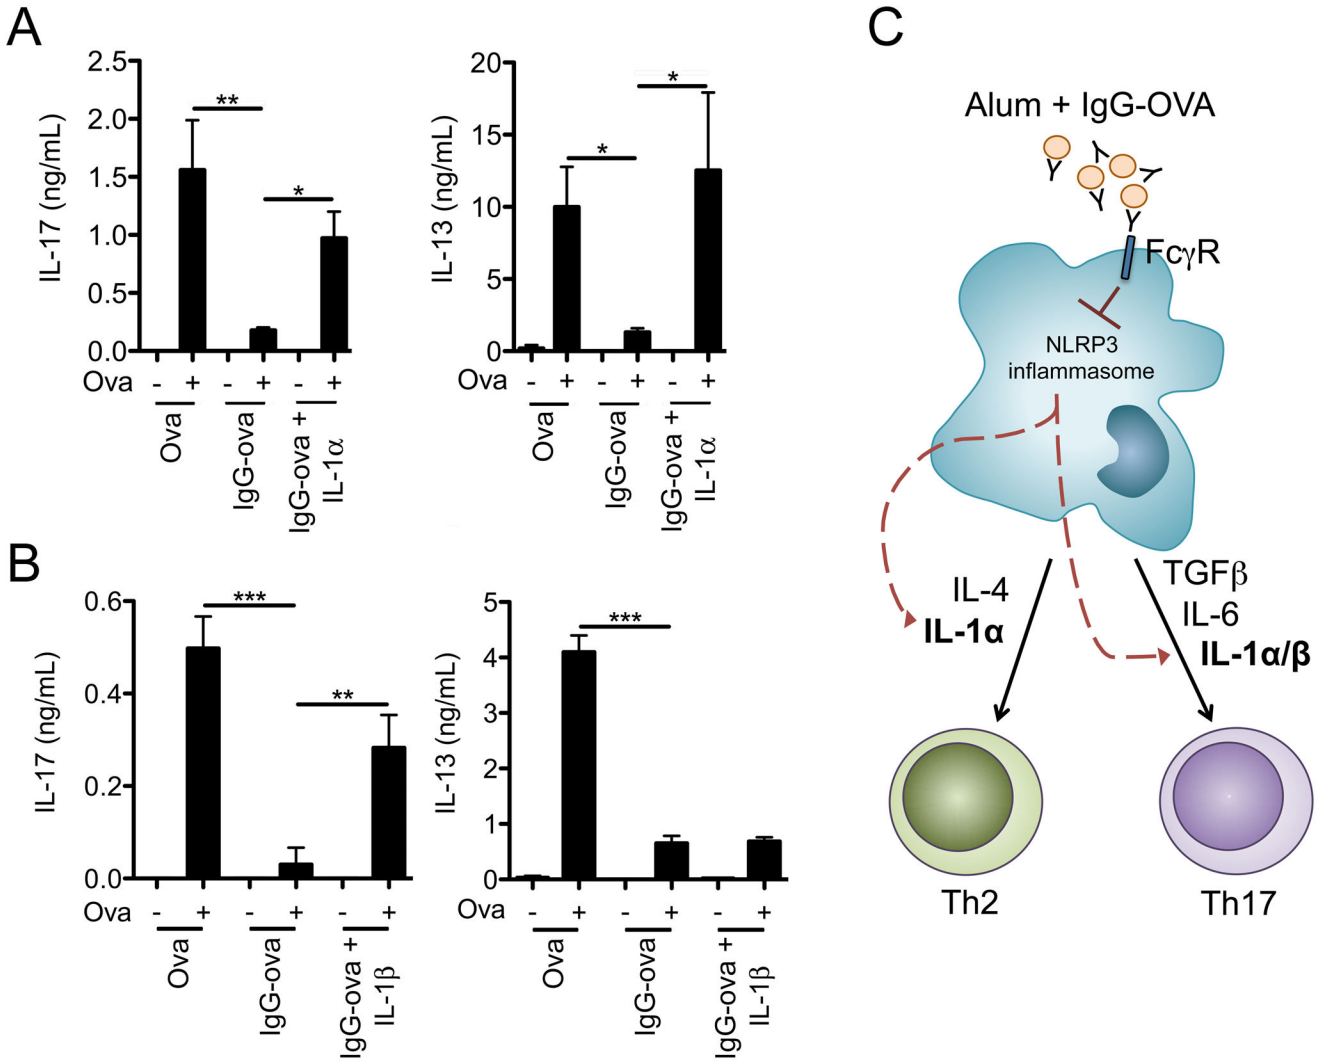 A
IL-17 (ng/mL)
2.5
2.0
1.5
1.0
0.5
0.0
**
*
Ova - + - + - +
Ova
IgG-ova
IgG-ova +
IL-1α
IL-13 (ng/mL)
20
15
10
5
0
*
*
Ova - + - + - +
Ova
IgG-ova
IgG-ova +
IL-1α
B
IL-17 (ng/mL)
0.6
0.4
0.2
0.0
***
**
Ova - + - + - +
Ova
IgG-ova
IgG-ova +
IL-1β
IL-13 (ng/mL)
5
4
3
2
1
0
***
Ova - + - + - +
Ova
IgG-ova
IgG-ova +
IL-1β
C
Alum + IgG-OVA
FcγR
NLRP3
inflammasome
IL-4
IL-1α
TGFβ
IL-6
IL-1α/β
Th2
Th17